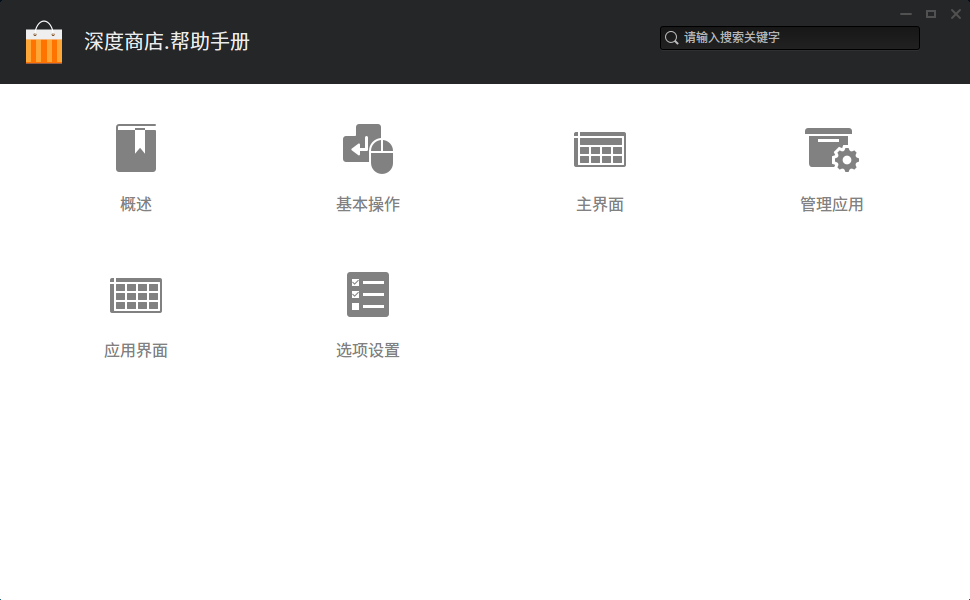 深度商店.帮助手册
请输入搜索关键字
概述
基本操作
主界面
管理应用
应用界面
选项设置